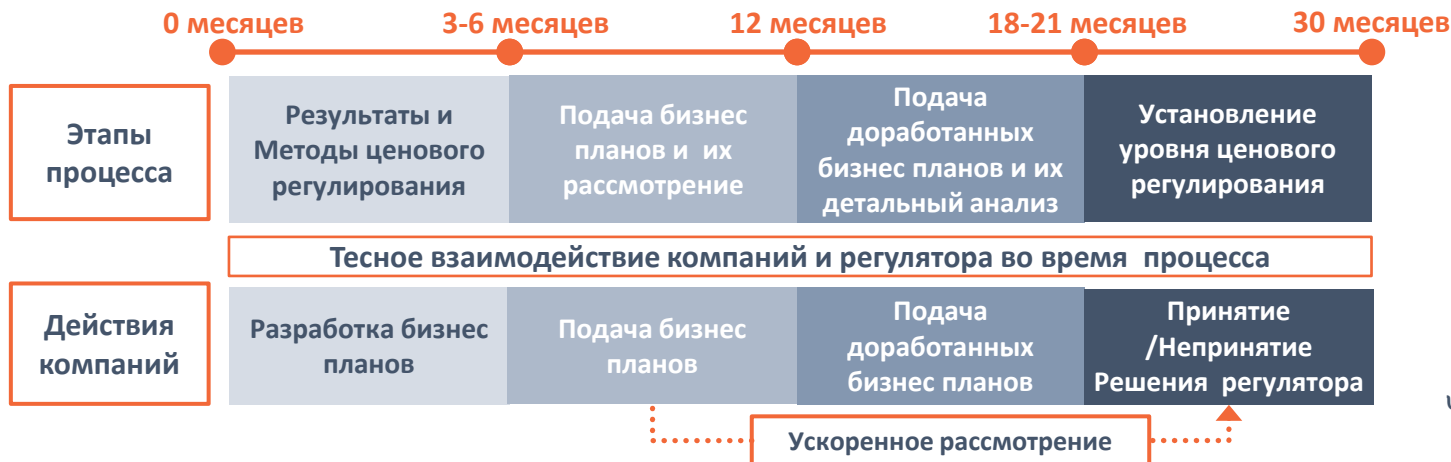 0 месяцев
3-6 месяцев
12 месяцев
18-21 месяцев
30 месяцев
Этапы
процесса
Результаты и
Методы ценового
регулирования
Подача бизнес
планов и их
рассмотрение
Подача
доработанных
бизнес планов и их
детальный анализ
Установление
уровня ценового
регулирования
Тесное взаимодействие компаний и регулятора во время процесса
Действия
компаний
Разработка бизнес
планов
Подача бизнес
планов
Подача
доработанных
бизнес планов
Принятие
/Непринятие
Решения регулятора
Ускоренное рассмотрение